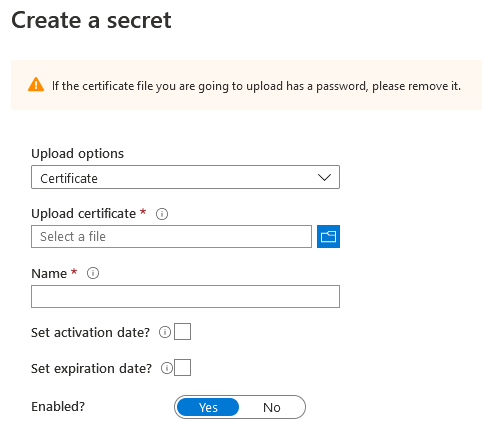 Create a secret
If the certificate file you are going to upload has a password, please remove it.
Upload options
Certificate
Upload certificate *
Select a file
Name *
Set activation date?
Set expiration date?
Enabled? Yes No